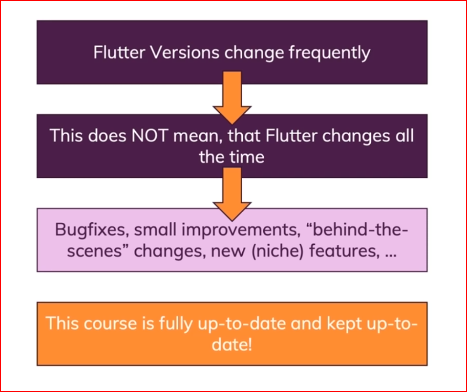 Flutter Versions change frequently
This does NOT mean, that Flutter changes all
the time
Bugfixes, small improvements, “behind-the-
scenes” changes, new (niche) features, ...
This course is fully up-to-date and kept up-to-
date!